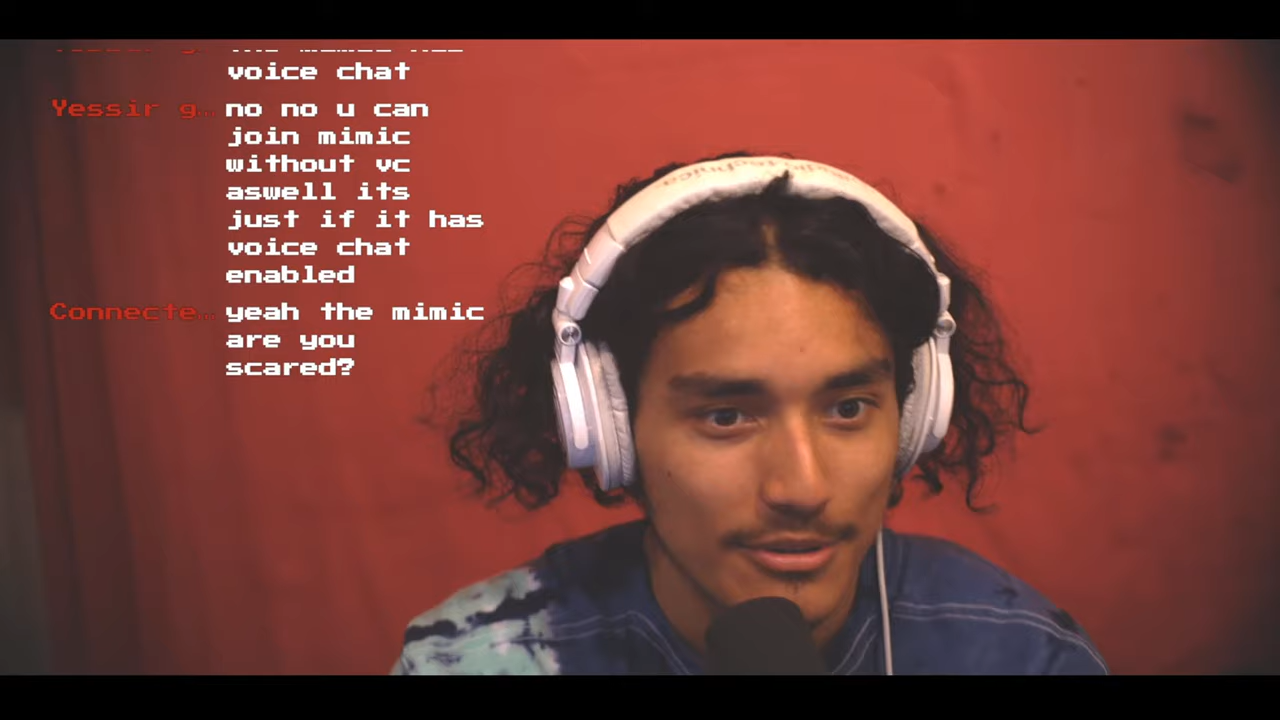 voice chat
Yessir g… no no u can
join mimic
without vc
aswell its
just if it has
voice chat
enabled
Connecte… yeah the mimic
are you
scared?